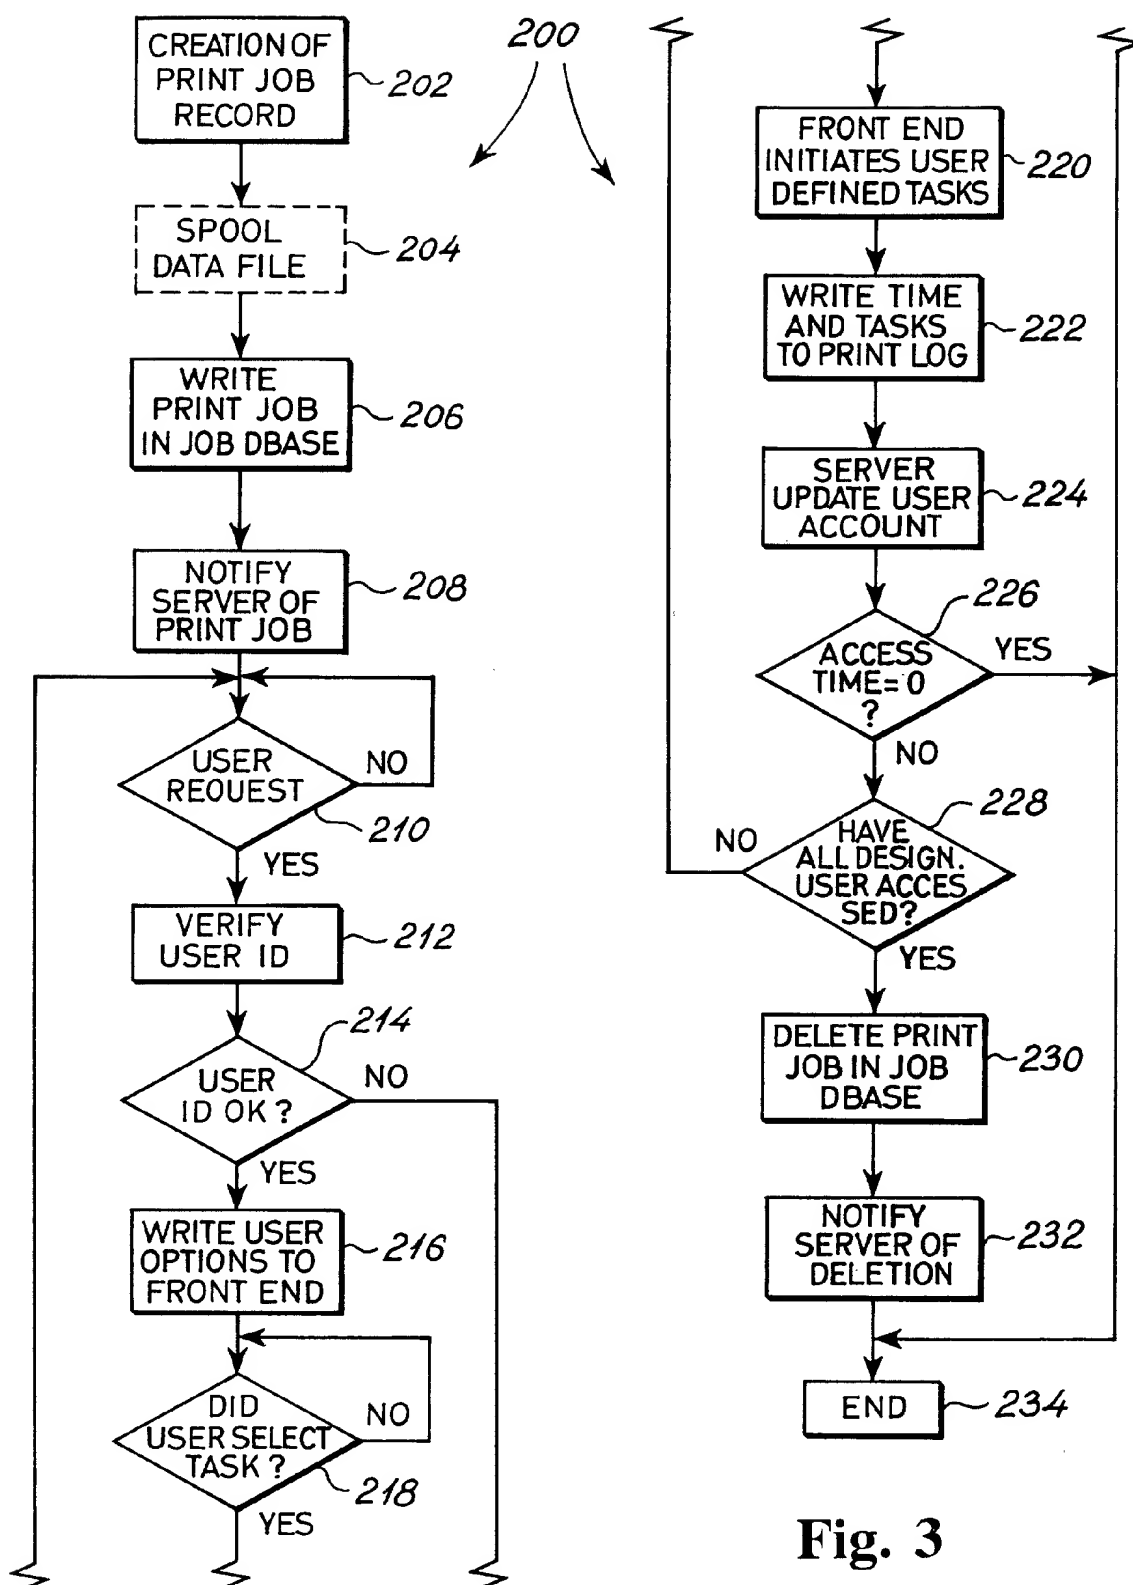 200
CREATION OF
PRINT JOB
RECORD
202
SPOOL
DATA FILE
204
WRITE
PRINT JOB
IN JOB DBASE
206
NOTIFY
SERVER OF
PRINT JOB
208
USER
REQUEST
NO
210
YES
VERIFY
USER ID
212
214
USER
ID OK?
NO
YES
WRITE USER
OPTIONS TO
FRONT END
216
DID
USER SELECT
TASK?
NO
218
YES
FRONT END
INITIATES USER
DEFINED TASKS
220
WRITE TIME
AND TASKS
TO PRINT LOG
222
SERVER
UPDATE USER
ACCOUNT
224
226
ACCESS
TIME=0
?
YES
NO
228
HAVE
ALL DESIGN.
USER ACCES
SED?
NO
YES
DELETE PRINT
JOB IN JOB
DBASE
230
NOTIFY
SERVER OF
DELETION
232
END
234
Fig. 3